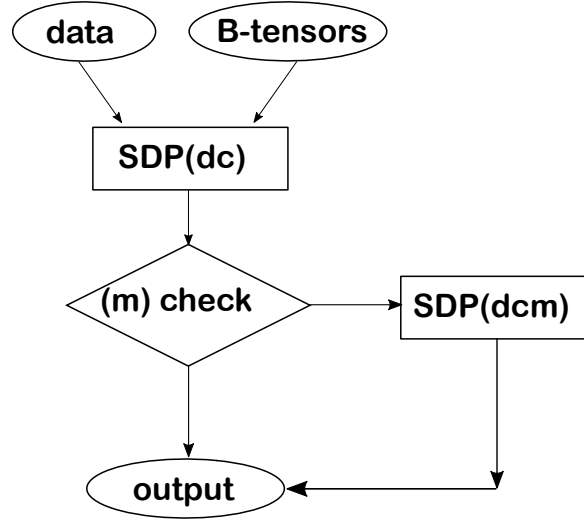 data
B-tensors
SDP(dc)
(m) check
SDP(dcm)
output